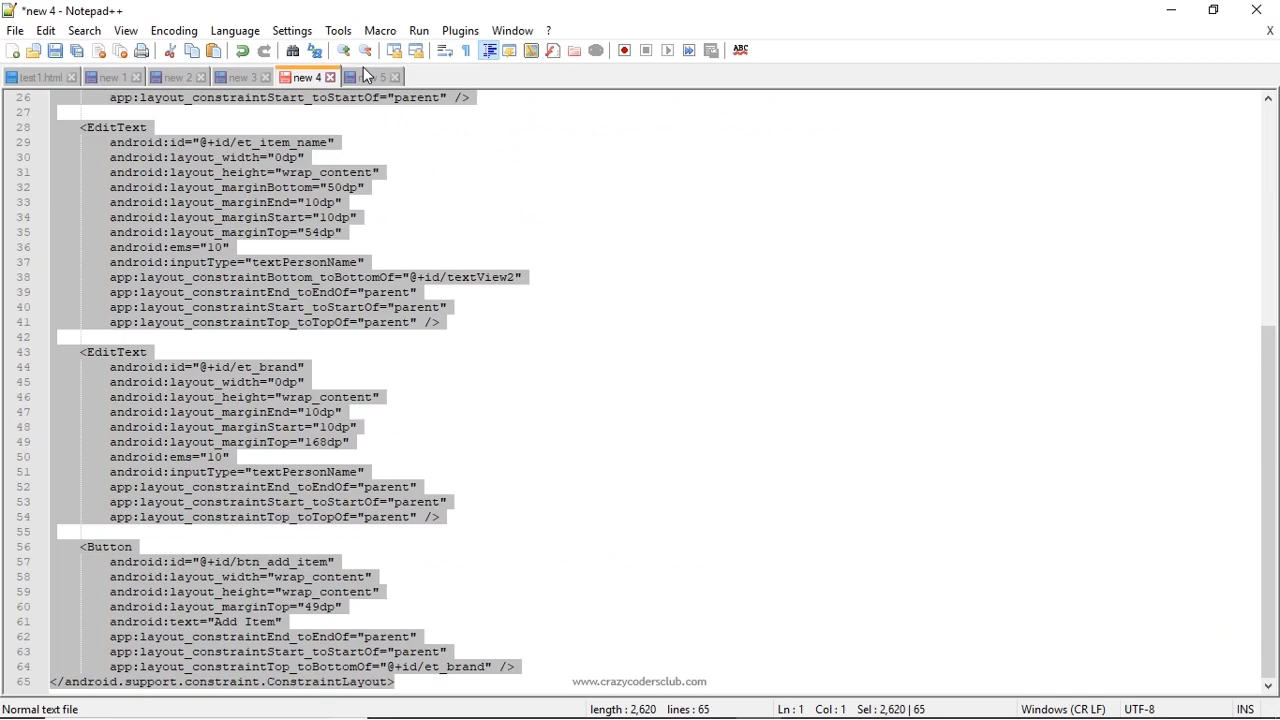 *new 4 - Notepad++
File Edit Search View Encoding Language Settings Tools Macro Run Plugins Window ? X
ABC
test1.html new 1 new 2 new 3 new 4 5
26 app:layout_constraintStart_toStartOf="parent" />
27
28 <EditText
29 android:id="@+id/et_item_name"
30 android:layout_width="0dp"
31 android:layout_height="wrap_content"
32 android:layout_marginBottom="50dp"
33 android:layout_marginEnd="10dp"
34 android:layout_marginStart="10dp"
35 android:layout_marginTop="54dp"
36 android:ems="10"
37 android:inputType="textPersonName"
38 app:layout_constraintBottom_toBottomOf="@+id/textView2"
39 app:layout_constraintEnd_toEndOf="parent"
40 app:layout_constraintStart_toStartOf="parent"
41 app:layout_constraintTop_toTopOf="parent" />
42
43 <EditText
44 android:id="@+id/et_brand"
45 android:layout_width="0dp"
46 android:layout_height="wrap_content"
47 android:layout_marginEnd="10dp"
48 android:layout_marginStart="10dp"
49 android:layout_marginTop="168dp"
50 android:ems="10"
51 android:inputType="textPersonName"
52 app:layout_constraintEnd_toEndOf="parent"
53 app:layout_constraintStart_toStartOf="parent"
54 app:layout_constraintTop_toTopOf="parent" />
55
56 <Button
57 android:id="@+id/btn_add_item"
58 android:layout_width="wrap_content"
59 android:layout_height="wrap_content"
60 android:layout_marginTop="49dp"
61 android:text="Add Item"
62 app:layout_constraintEnd_toEndOf="parent"
63 app:layout_constraintStart_toStartOf="parent"
64 app:layout_constraintTop_toBottomOf="@+id/et_brand" />
65 </android.support.constraint.ConstraintLayout>
www.crazycodersclub.com
Normal text file length : 2,620 lines : 65 Ln : 1 Col : 1 Sel : 2,620 | 65 Windows (CR LF) UTF-8 INS